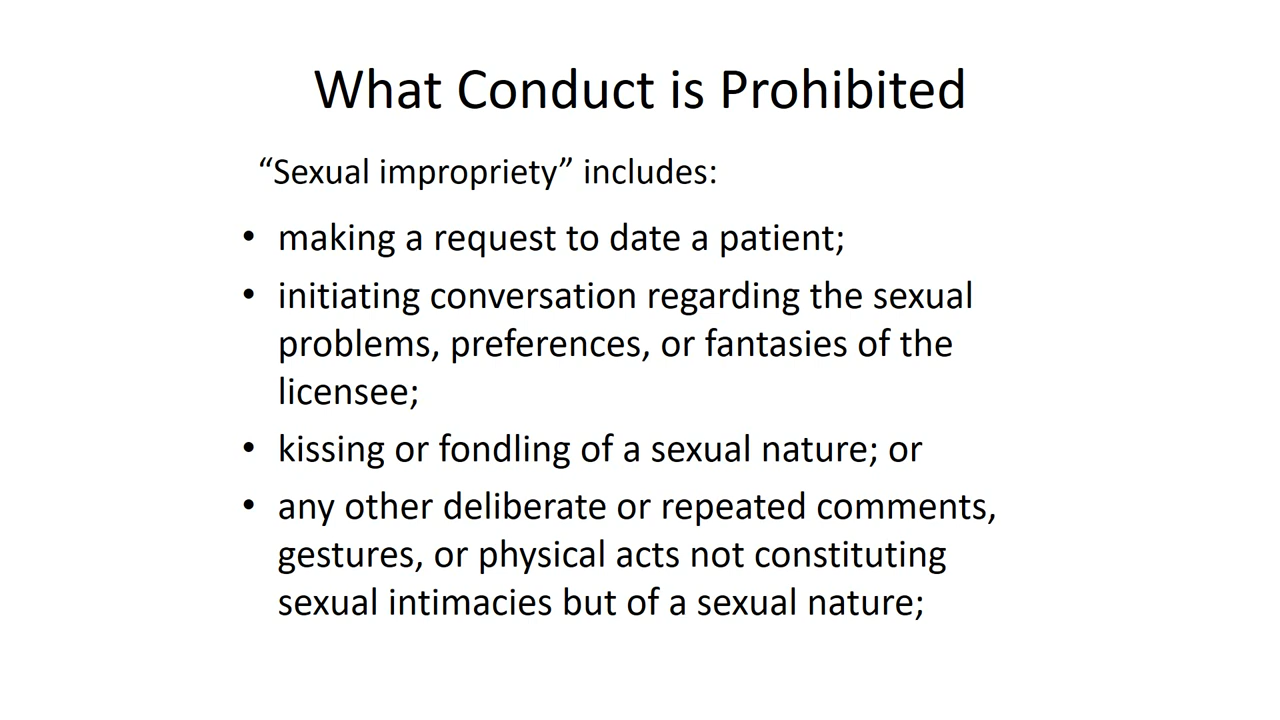 What Conduct is Prohibited
“Sexual impropriety” includes:
• making a request to date a patient;
• initiating conversation regarding the sexual
problems, preferences, or fantasies of the
licensee;
• kissing or fondling of a sexual nature; or
• any other deliberate or repeated comments,
gestures, or physical acts not constituting
sexual intimacies but of a sexual nature;